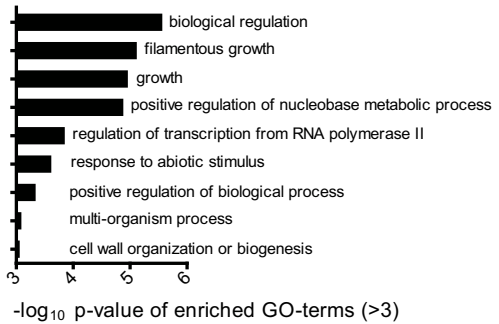 biological regulation
filamentous growth
growth
positive regulation of nucleobase metabolic process
regulation of transcription from RNA polymerase II
response to abiotic stimulus
positive regulation of biological process
multi-organism process
cell wall organization or biogenesis
3 4 5 6
-log₁₀ p-value of enriched GO-terms (>3)